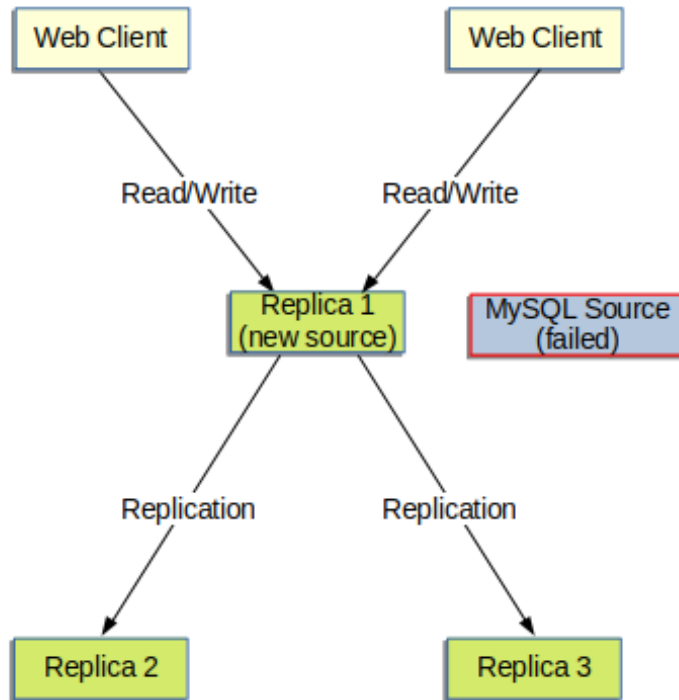 Web Client
Web Client
Read/Write
Read/Write
Replica 1
(new source)
MySQL Source
(failed)
Replication
Replication
Replica 2
Replica 3